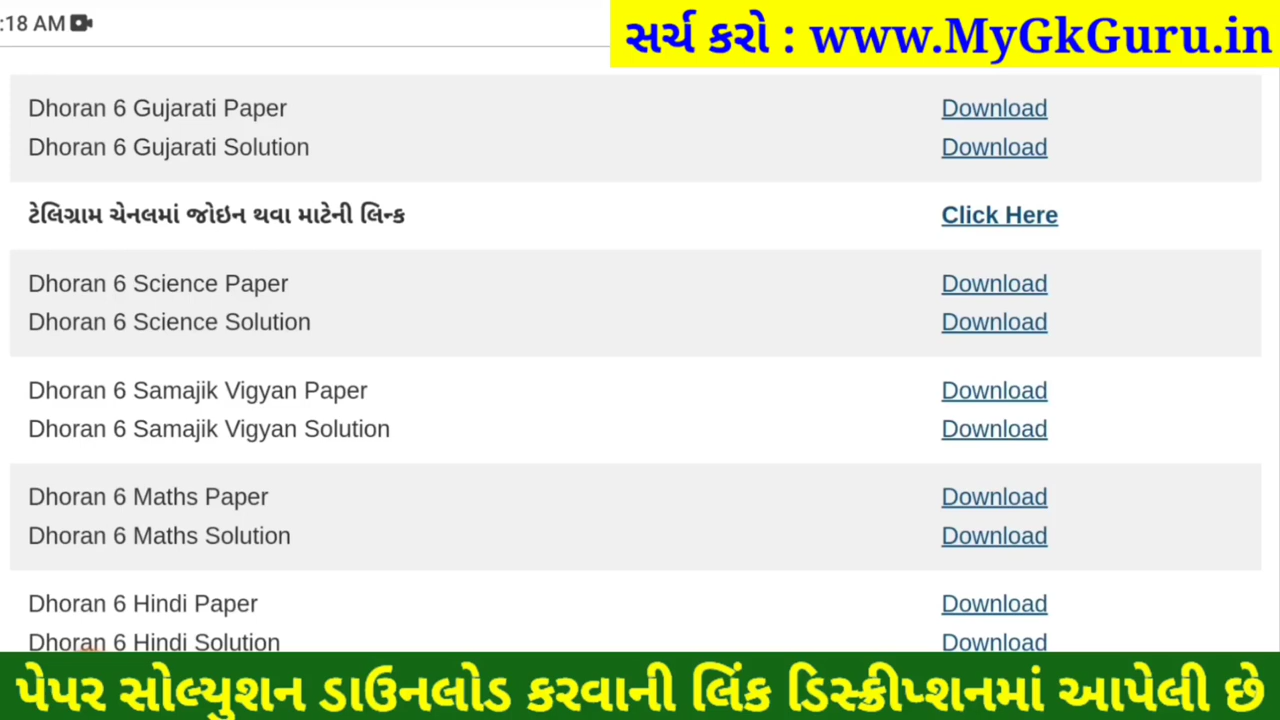 :18 AM
સર્ચ કરો : www.MyGkGuru.in
Dhoran 6 Gujarati Paper Download
Dhoran 6 Gujarati Solution Download
ટેલિગ્રામ ચેનલમાં જોઇન થવા માટેની લિન્ક Click Here
Dhoran 6 Science Paper Download
Dhoran 6 Science Solution Download
Dhoran 6 Samajik Vigyan Paper Download
Dhoran 6 Samajik Vigyan Solution Download
Dhoran 6 Maths Paper Download
Dhoran 6 Maths Solution Download
Dhoran 6 Hindi Paper Download
Dhoran 6 Hindi Solution Download
પેપર સોલ્યુશન ડાઉનલોડ કરવાની લિંક ડિસ્ક્રીપ્શનમાં આપેલી છે